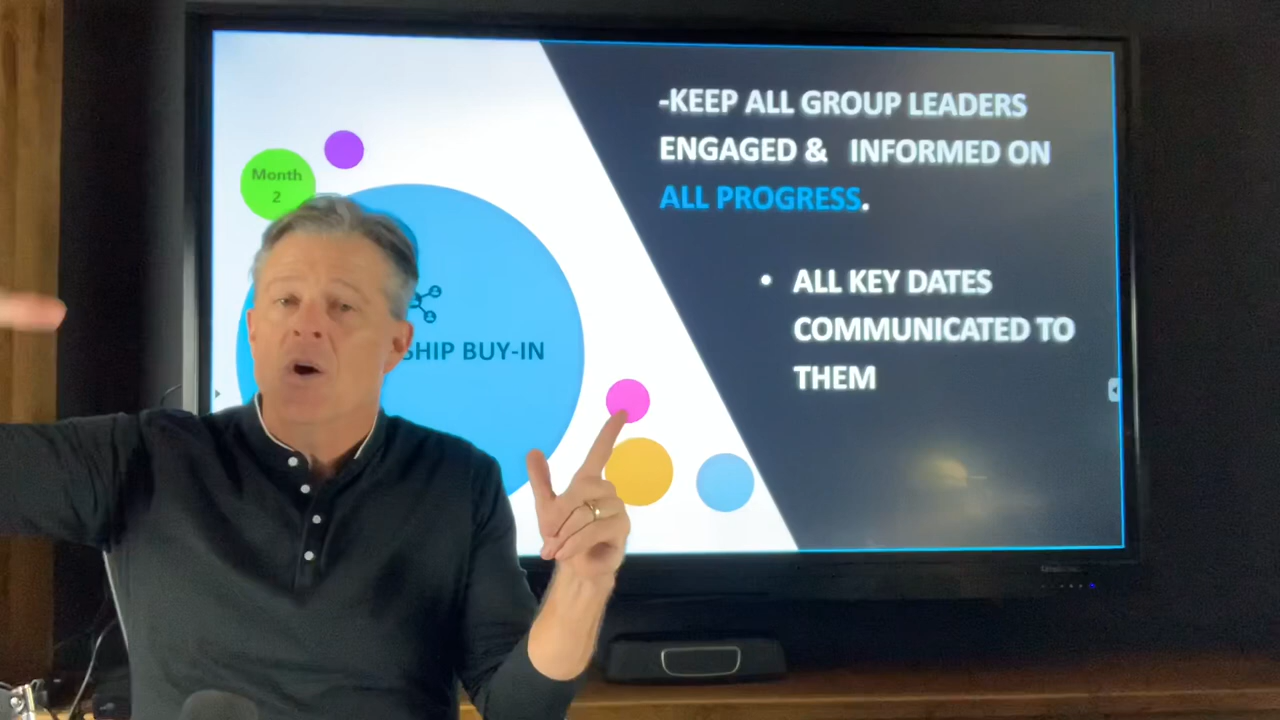 Month
2
SHIP BUY-IN
-KEEP ALL GROUP LEADERS
ENGAGED & INFORMED ON
ALL PROGRESS.
• ALL KEY DATES
COMMUNICATED TO
THEM